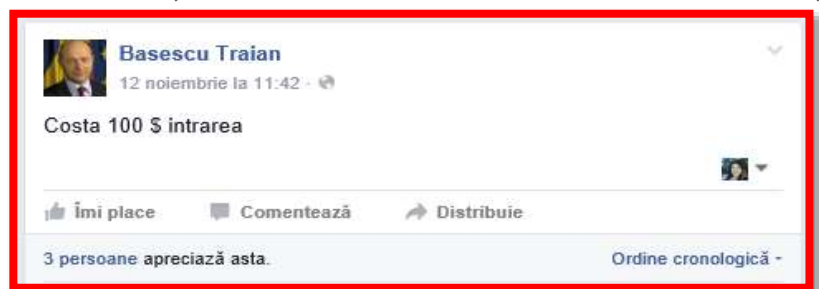 Basescu Traian
12 noiembrie la 11:42 ·
Costa 100 $ intrarea
Îmi place Comentează Distribuie
3 persoane apreciază asta. Ordine cronologică